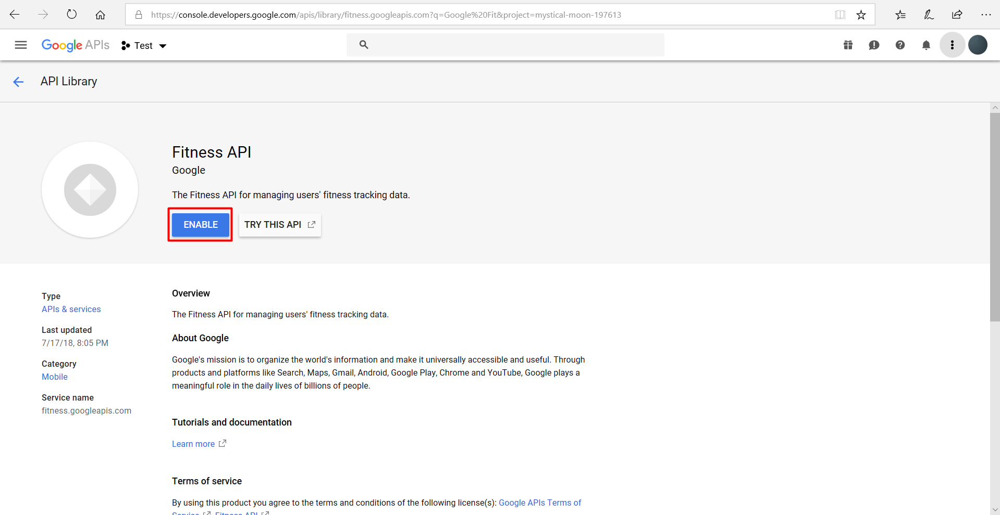 https://console.developers.google.com/apis/library/fitness.googleapis.com?q=Google%20Fit&project=mystical-moon-197613
Google APIs Test
API Library
Fitness API
Google
The Fitness API for managing users' fitness tracking data.
ENABLE TRY THIS API
Type
APIs & services
Last updated
7/17/18, 8:05 PM
Category
Mobile
Service name
fitness.googleapis.com
Overview
The Fitness API for managing users' fitness tracking data.
About Google
Google's mission is to organize the world's information and make it universally accessible and useful. Through
products and platforms like Search, Maps, Gmail, Android, Google Play, Chrome and YouTube, Google plays a
meaningful role in the daily lives of billions of people.
Tutorials and documentation
Learn more
Terms of service
By using this product you agree to the terms and conditions of the following license(s): Google APIs Terms of
Service Fitness API